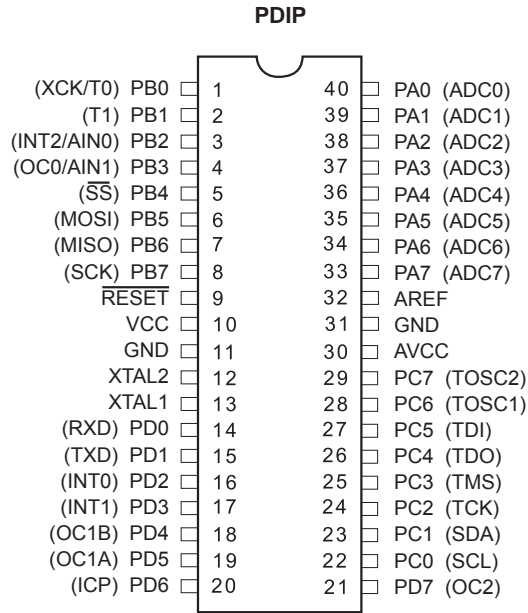 PDIP
(XCK/T0) PB0 1 40 PA0 (ADC0)
(T1) PB1 2 39 PA1 (ADC1)
(INT2/AIN0) PB2 3 38 PA2 (ADC2)
(OC0/AIN1) PB3 4 37 PA3 (ADC3)
(S̅S̅) PB4 5 36 PA4 (ADC4)
(MOSI) PB5 6 35 PA5 (ADC5)
(MISO) PB6 7 34 PA6 (ADC6)
(SCK) PB7 8 33 PA7 (ADC7)
R̅E̅S̅E̅T̅ 9 32 AREF
VCC 10 31 GND
GND 11 30 AVCC
XTAL2 12 29 PC7 (TOSC2)
XTAL1 13 28 PC6 (TOSC1)
(RXD) PD0 14 27 PC5 (TDI)
(TXD) PD1 15 26 PC4 (TDO)
(INT0) PD2 16 25 PC3 (TMS)
(INT1) PD3 17 24 PC2 (TCK)
(OC1B) PD4 18 23 PC1 (SDA)
(OC1A) PD5 19 22 PC0 (SCL)
(ICP) PD6 20 21 PD7 (OC2)